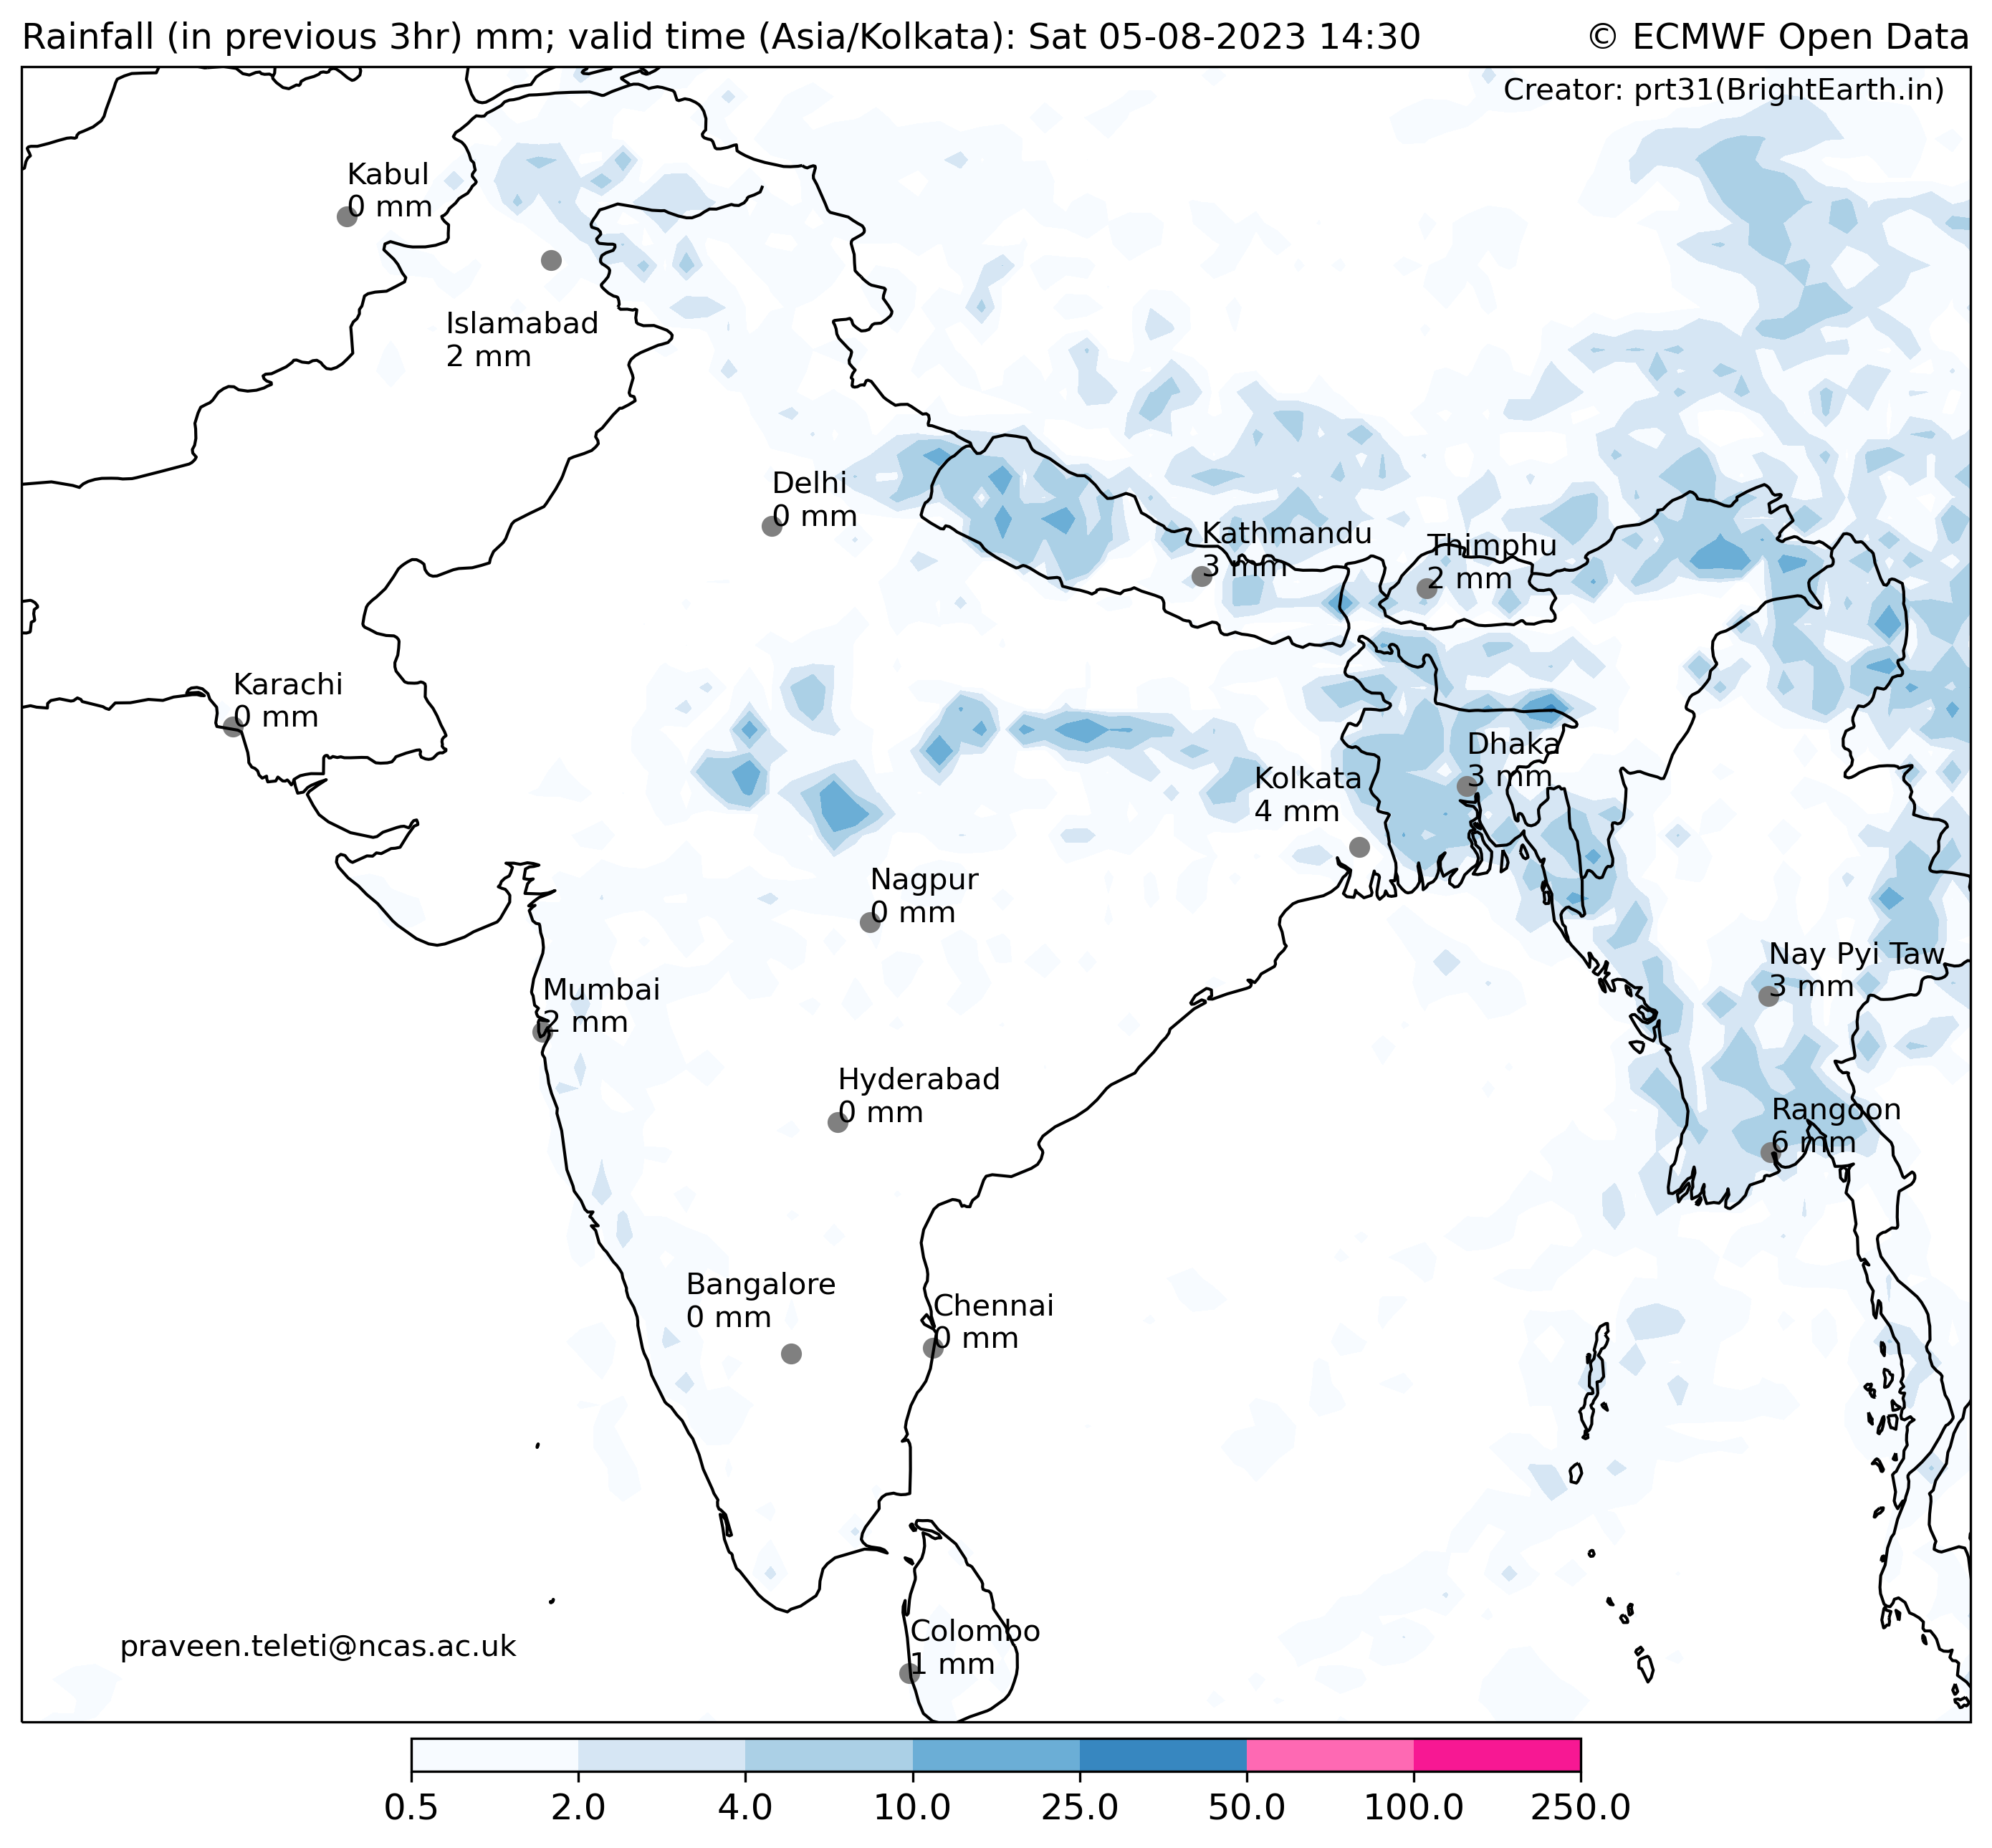 Rainfall (in previous 3hr) mm; valid time (Asia/Kolkata): Sat 05-08-2023 14:30
© ECMWF Open Data
Creator: prt31(BrightEarth.in)
Kabul
0 mm
Islamabad
2 mm
Delhi
0 mm
Kathmandu
3 mm
Thimphu
2 mm
Karachi
0 mm
Dhaka
3 mm
Kolkata
4 mm
Nagpur
0 mm
Nay Pyi Taw
3 mm
Mumbai
2 mm
Hyderabad
0 mm
Rangoon
6 mm
Bangalore
0 mm
Chennai
0 mm
Colombo
1 mm
praveen.teleti@ncas.ac.uk
0.5 2.0 4.0 10.0 25.0 50.0 100.0 250.0